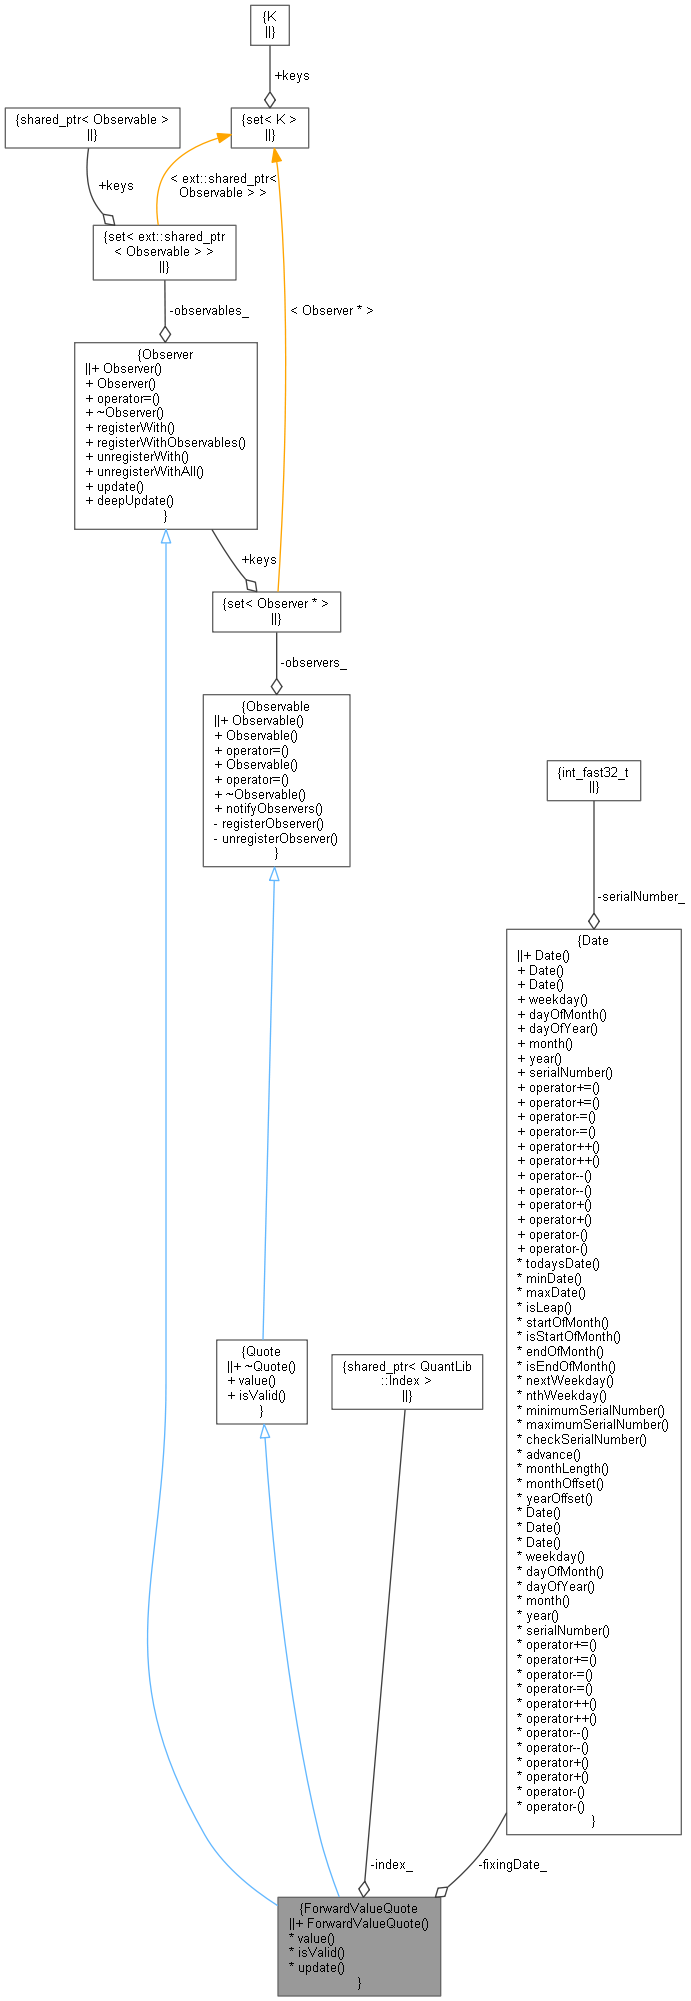 {K
||}
+keys
{shared_ptr< Observable >
||}
{set< K >
||}
+keys
< ext::shared_ptr<
Observable > >
{set< ext::shared_ptr
< Observable > >
||}
-observables_
< Observer * >
{Observer
||+ Observer()
+ Observer()
+ operator=()
+ ~Observer()
+ registerWith()
+ registerWithObservables()
+ unregisterWith()
+ unregisterWithAll()
+ update()
+ deepUpdate()
}
+keys
{set< Observer * >
||}
-observers_
{Observable
||+ Observable()
+ Observable()
+ operator=()
+ Observable()
+ operator=()
+ ~Observable()
+ notifyObservers()
- registerObserver()
- unregisterObserver()
}
{int_fast32_t
||}
-serialNumber_
{Date
||+ Date()
+ Date()
+ Date()
+ weekday()
+ dayOfMonth()
+ dayOfYear()
+ month()
+ year()
+ serialNumber()
+ operator+=()
+ operator+=()
+ operator-=()
+ operator-=()
+ operator++()
+ operator++()
+ operator--()
+ operator--()
+ operator+()
+ operator+()
+ operator-()
+ operator-()
* todaysDate()
* minDate()
* maxDate()
* isLeap()
* startOfMonth()
* isStartOfMonth()
* endOfMonth()
* isEndOfMonth()
* nextWeekday()
* nthWeekday()
* minimumSerialNumber()
* maximumSerialNumber()
* checkSerialNumber()
* advance()
* monthLength()
* monthOffset()
* yearOffset()
* Date()
* Date()
* Date()
* weekday()
* dayOfMonth()
* dayOfYear()
* month()
* year()
* serialNumber()
* operator+=()
* operator+=()
* operator-=()
* operator-=()
* operator++()
* operator++()
* operator--()
* operator--()
* operator+()
* operator+()
* operator-()
* operator-()
}
{Quote
||+ ~Quote()
+ value()
+ isValid()
}
{shared_ptr< QuantLib
::Index >
||}
-index_
-fixingDate_
{ForwardValueQuote
||+ ForwardValueQuote()
* value()
* isValid()
* update()
}